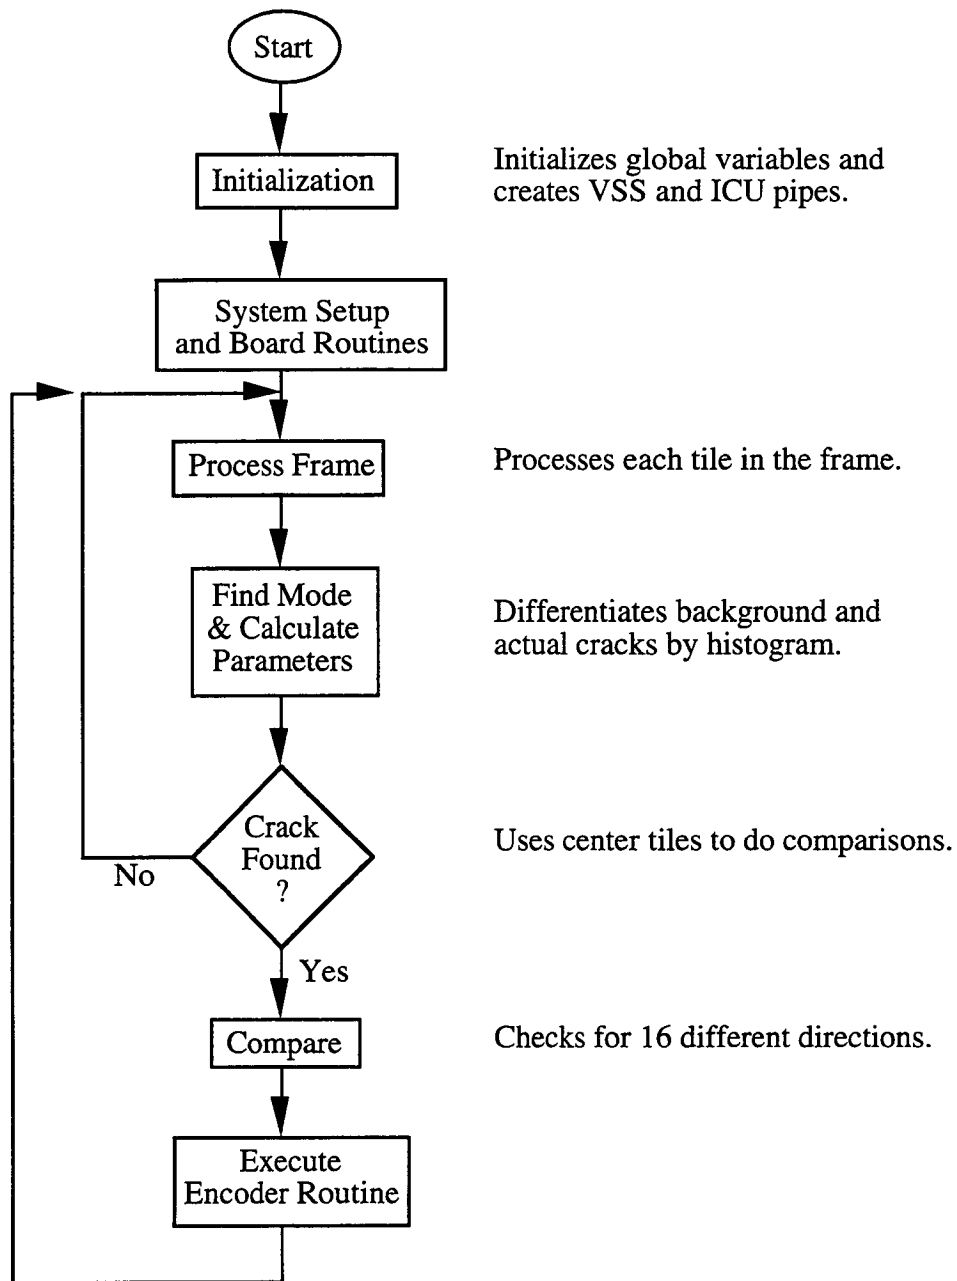 Start
Initialization
Initializes global variables and
creates VSS and ICU pipes.
System Setup
and Board Routines
Process Frame
Processes each tile in the frame.
Find Mode
& Calculate
Parameters
Differentiates background and
actual cracks by histogram.
Crack
Found
?
Uses center tiles to do comparisons.
No
Yes
Compare
Checks for 16 different directions.
Execute
Encoder Routine